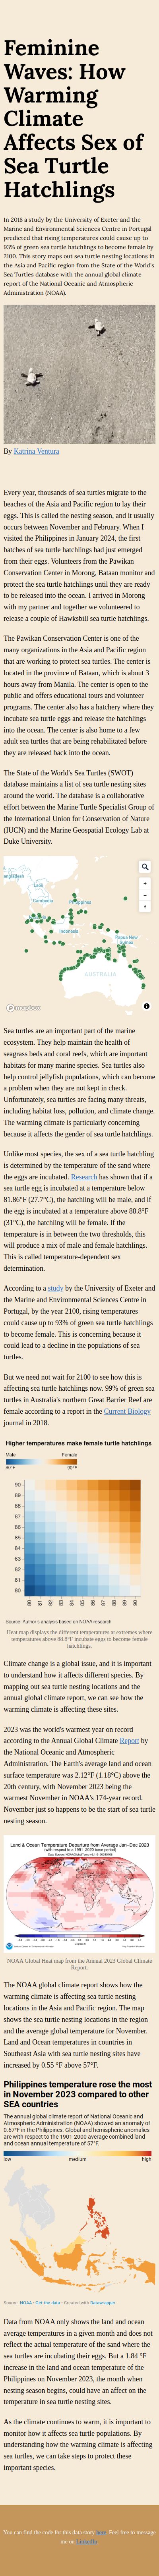 Feminine
Waves: How
Warming
Climate
Affects Sex of
Sea Turtle
Hatchlings
In 2018 a study by the University of Exeter and the
Marine and Environmental Sciences Centre in Portugal
predicted that rising temperatures could cause up to
93% of green sea turtle hatchlings to become female by
2100. This story maps out sea turtle nesting locations in
the Asia and Pacific region from the State of the World's
Sea Turtles database with the annual global climate
report of the National Oceanic and Atmospheric
Administration (NOAA).
By Katrina Ventura
Every year, thousands of sea turtles migrate to the
beaches of the Asia and Pacific region to lay their
eggs. This is called the nesting season, and normally
occurs between November and February. When I
visited the Philippines in January 2024, the first
batches of sea turtle hatchlings had just emerged
from their eggs. Volunteers from the Pawikan
Conservation Center in Morong, Bataan monitor and
protect the sea turtle hatchlings until they are ready
to be released into the ocean. I arrived in Morong
with my partner and together we volunteered to
release a couple of Hawksbill sea turtle hatchlings.
The Pawikan Conservation Center is one of the
many organizations in the Asia and Pacific region
that are working to protect sea turtles. The center is
located in the province of Bataan, which is about 3
hours away from Manila. The center is open to the
public and offers educational tours and volunteer
programs. The center also has a hatchery where they
incubate sea turtle eggs and release the hatchlings
into the ocean. The center is also home to a few
adult sea turtles that are being rehabilitated before
they are released back into the ocean.
The State of the World's Sea Turtles (SWOT)
database maintains a list of sea turtle nesting sites
around the world. The database is a collaborative
effort between the Marine Turtle Specialist Group of
the International Union for Conservation of Nature
(IUCN) and the Marine Geospatial Ecology Lab at
Duke University.
Laos
Cambodia
Philippines
Indonesia
Papua New
Guinea
AUSTRALIA
mapbox
Sea turtles are an important part of the marine
ecosystem. They help maintain the health of
seagrass beds and coral reefs, which are important
habitats for many marine species. Sea turtles also
help control jellyfish populations, which can become
a problem when they are not kept in check.
Unfortunately, sea turtles are facing many threats,
including habitat loss, pollution, and climate change.
The warming climate is particularly concerning
because it affects the gender of sea turtle hatchlings.
Unlike most species, the sex of a sea turtle hatchling
is determined by the temperature of the sand where
the eggs are incubated. Research has shown that if a
sea turtle egg is incubated at a temperature below
81.86°F (27.7°C), the hatchling will be male, and if
the egg is incubated at a temperature above 88.8°F
(31°C), the hatchling will be female. If the
temperature is in between the two thresholds, this
will produce a mix of male and female hatchlings.
This is called temperature-dependent sex
determination.
According to a study by the University of Exeter and
the Marine and Environmental Sciences Centre in
Portugal, by the year 2100, rising temperatures
could cause up to 93% of green sea turtle hatchlings
to become female. This is concerning because it
could lead to a decline in the populations of sea
turtles.
But we need not wait for 2100 to see how this is
affecting sea turtle hatchlings now. 99% of green sea
turtles in Australia's northern Great Barrier Reef are
female according to a report in the Current Biology
journal in 2018.
Higher temperatures make female turtle hatchlings
Male Female
80°F 90°F
90
89
88
87
86
85
84
83
82
81
80
80 81 82 83 84 85 86 87 88 89 90
Source: Author's analysis based on NOAA research
Heat map displays the different temperatures at extremes where
temperatures above 88.8°F incubate eggs to become female
hatchlings.
Climate change is a global issue, and it is important
to understand how it affects different species. By
mapping out sea turtle nesting locations and the
annual global climate report, we can see how the
warming climate is affecting these sites.
2023 was the world's warmest year on record
according to the Annual Global Climate Report by
the National Oceanic and Atmospheric
Administration. The Earth's average land and ocean
surface temperature was 2.12°F (1.18°C) above the
20th century, with November 2023 being the
warmest November in NOAA's 174-year record.
November just so happens to be the start of sea turtle
nesting season.
Land & Ocean Temperature Departure from Average Jan-Dec 2023
(with respect to a 1991-2020 base period)
NOAA Global Heat map from the Annual 2023 Global Climate
Report.
The NOAA global climate report shows how the
warming climate is affecting sea turtle nesting
locations in the Asia and Pacific region. The map
shows the sea turtle nesting locations in the region
and the average global temperature for November.
Land and Ocean temperatures in countries in
Southeast Asia with sea turtle nesting sites have
increased by 0.55 °F above 57°F.
Philippines temperature rose the most
in November 2023 compared to other
SEA countries
The annual global climate report of National Oceanic and
Atmospheric Administration (NOAA) showed an anomaly of
0.67°F in the Philippines. Global and hemispheric anomalies
are with respect to the 1991-2000 average combined land
and ocean annual temperature of 57°F.
low medium high
Source: NOAA • Get the data • Created with Datawrapper
Data from NOAA only shows the land and ocean
average temperatures in a given month and does not
reflect the actual temperature of the sand where the
sea turtles are incubating their eggs. But a 1.84 °F
increase in the land and ocean temperature of the
Philippines on November 2023, the month when
nesting season begins, could have an affect on the
temperature in sea turtle nesting sites.
As the climate continues to warm, it is important to
monitor how it affects sea turtle populations. By
understanding how the warming climate is affecting
sea turtles, we can take steps to protect these
important species.
You can find the code for this data story here. Feel free to message
me on LinkedIn.